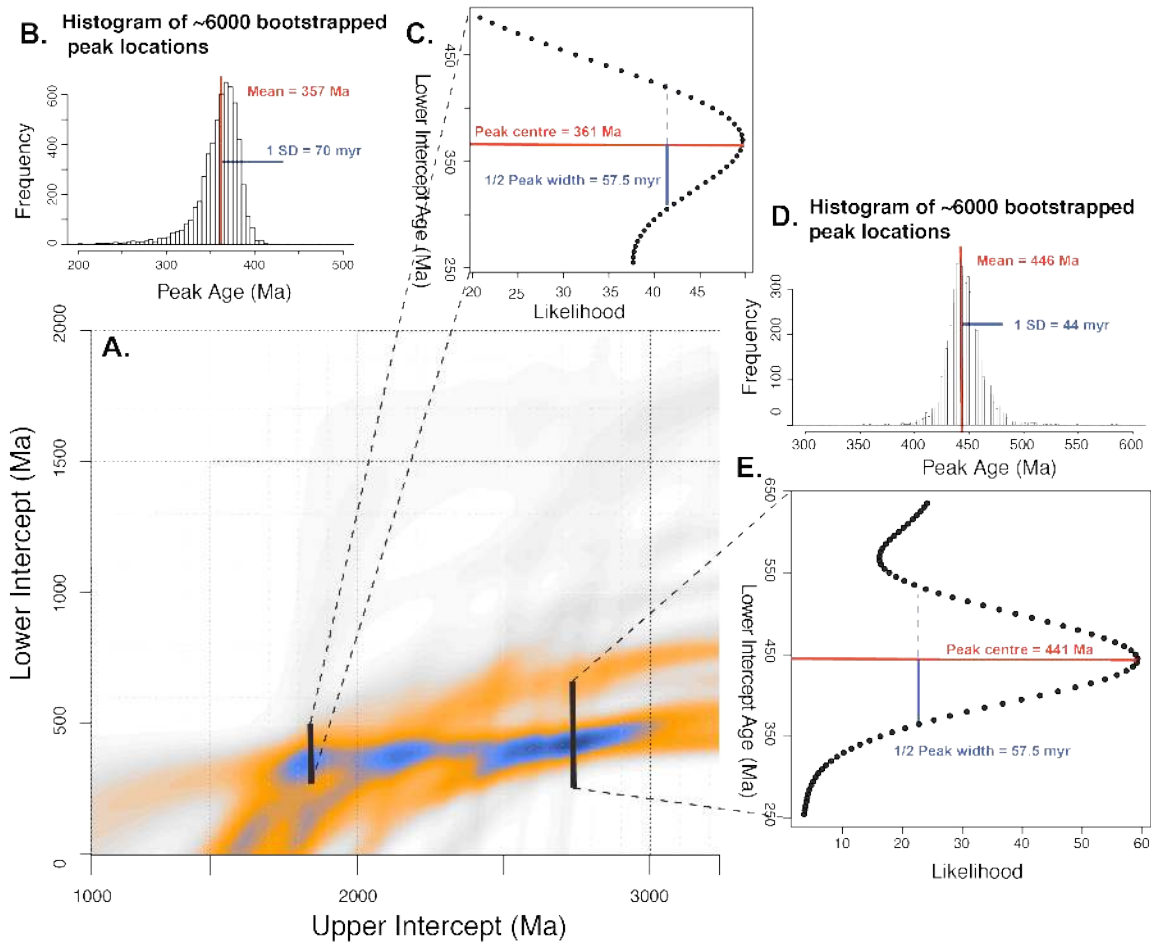 B. Histogram of ~6000 bootstrapped
peak locations
Frequency
600
400
200
0
Mean = 357 Ma
1 SD = 70 myr
200
300
400
500
Peak Age (Ma)
C.
Lower Intercept Age (Ma)
450
350
250
Peak centre = 361 Ma
1/2 Peak width = 57.5 myr
20
25
30
35
40
45
Likelihood
D. Histogram of ~6000 bootstrapped
peak locations
Frequency
300
200
100
0
Mean = 446 Ma
1 SD = 44 myr
300
350
400
450
500
550
600
Peak Age (Ma)
A.
Lower Intercept (Ma)
2000
1500
1000
500
0
1000
2000
3000
Upper Intercept (Ma)
E.
Lower Intercept Age (Ma)
650
550
450
350
250
Peak centre = 441 Ma
1/2 Peak width = 57.5 myr
10
20
30
40
50
60
Likelihood